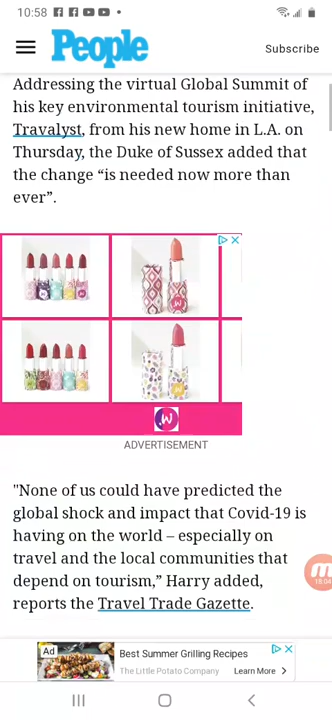 10:58
People
Subscribe
Addressing the virtual Global Summit of
his key environmental tourism initiative,
Travalyst, from his new home in L.A. on
Thursday, the Duke of Sussex added that
the change “is needed now more than
ever”.
W
ADVERTISEMENT
"None of us could have predicted the
global shock and impact that Covid-19 is
having on the world – especially on
travel and the local communities that
depend on tourism,” Harry added,
reports the Travel Trade Gazette.
18:04
Ad
Best Summer Grilling Recipes
The Little Potato Company
Learn More